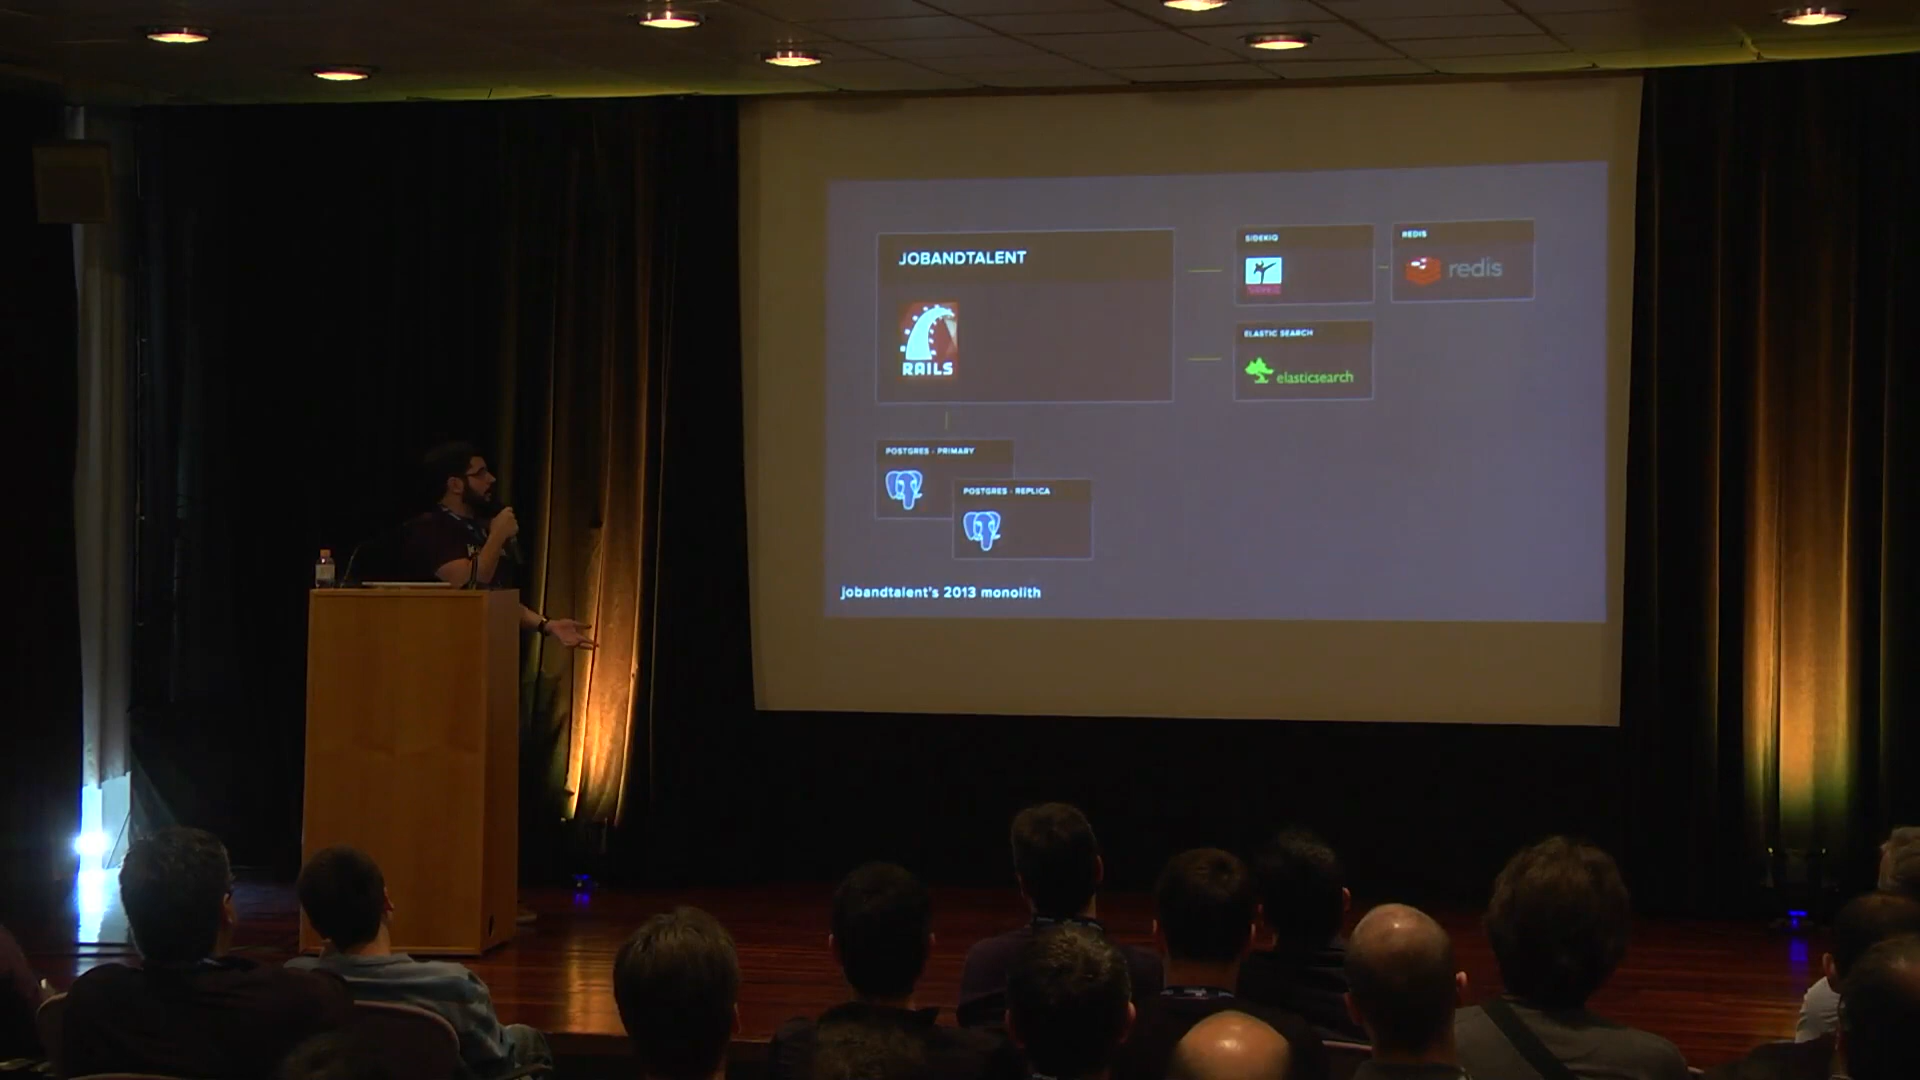 JOBANDTALENT
RAILS
SIDEKIQ
REDIS
redis
ELASTIC SEARCH
elasticsearch
POSTGRES - PRIMARY
POSTGRES - REPLICA
jobandtalent's 2013 monolith